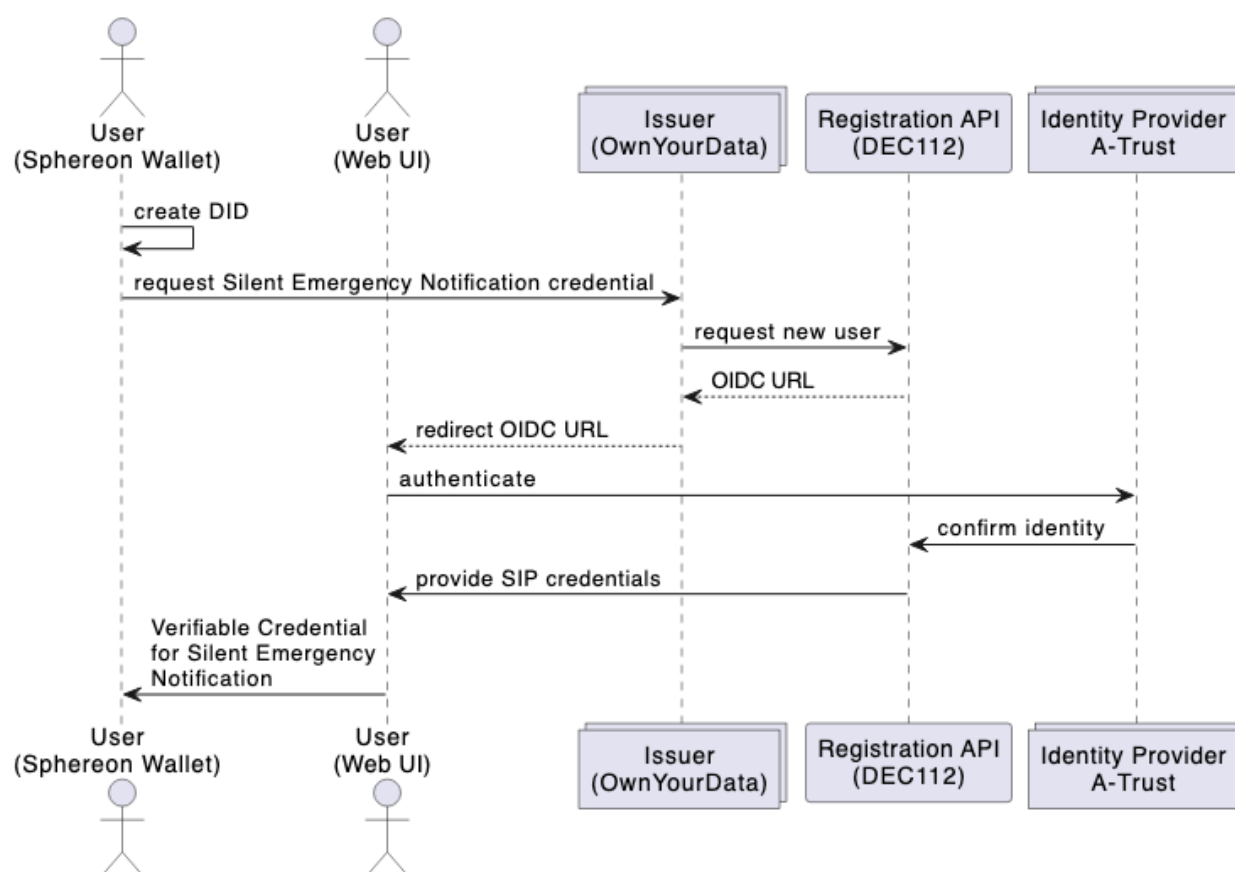 User
(Sphereon Wallet)
User
(Web UI)
Issuer
(OwnYourData)
Registration API
(DEC112)
Identity Provider
A-Trust
create DID
request Silent Emergency Notification credential
request new user
OIDC URL
redirect OIDC URL
authenticate
confirm identity
provide SIP credentials
Verifiable Credential
for Silent Emergency
Notification
User
(Sphereon Wallet)
User
(Web UI)
Issuer
(OwnYourData)
Registration API
(DEC112)
Identity Provider
A-Trust